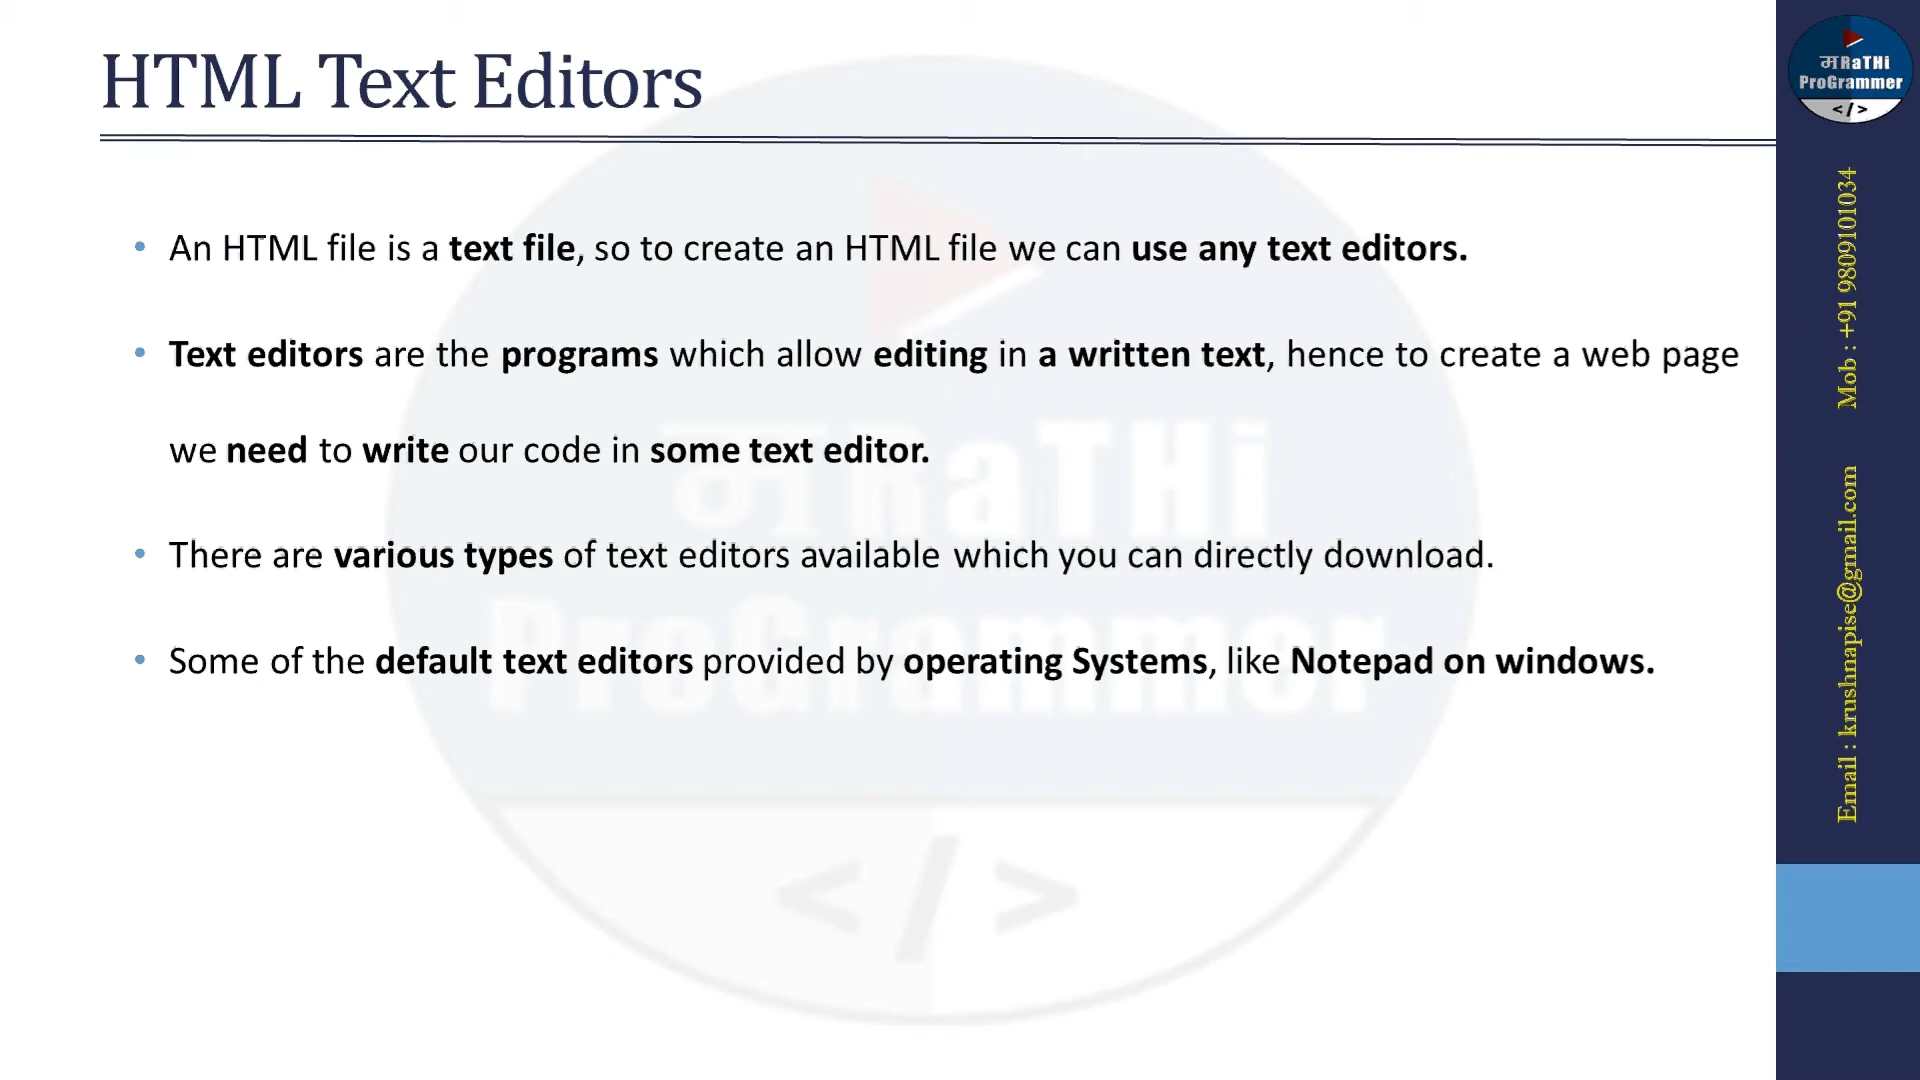 HTML Text Editors
• An HTML file is a text file, so to create an HTML file we can use any text editors.
• Text editors are the programs which allow editing in a written text, hence to create a web page
we need to write our code in some text editor.
• There are various types of text editors available which you can directly download.
• Some of the default text editors provided by operating Systems, like Notepad on windows.
मRaTHi
ProGrammer
</>
मRaTHi
ProGrammer
</>
Mob : +91 9809101034
Email : krushnapise@gmail.com